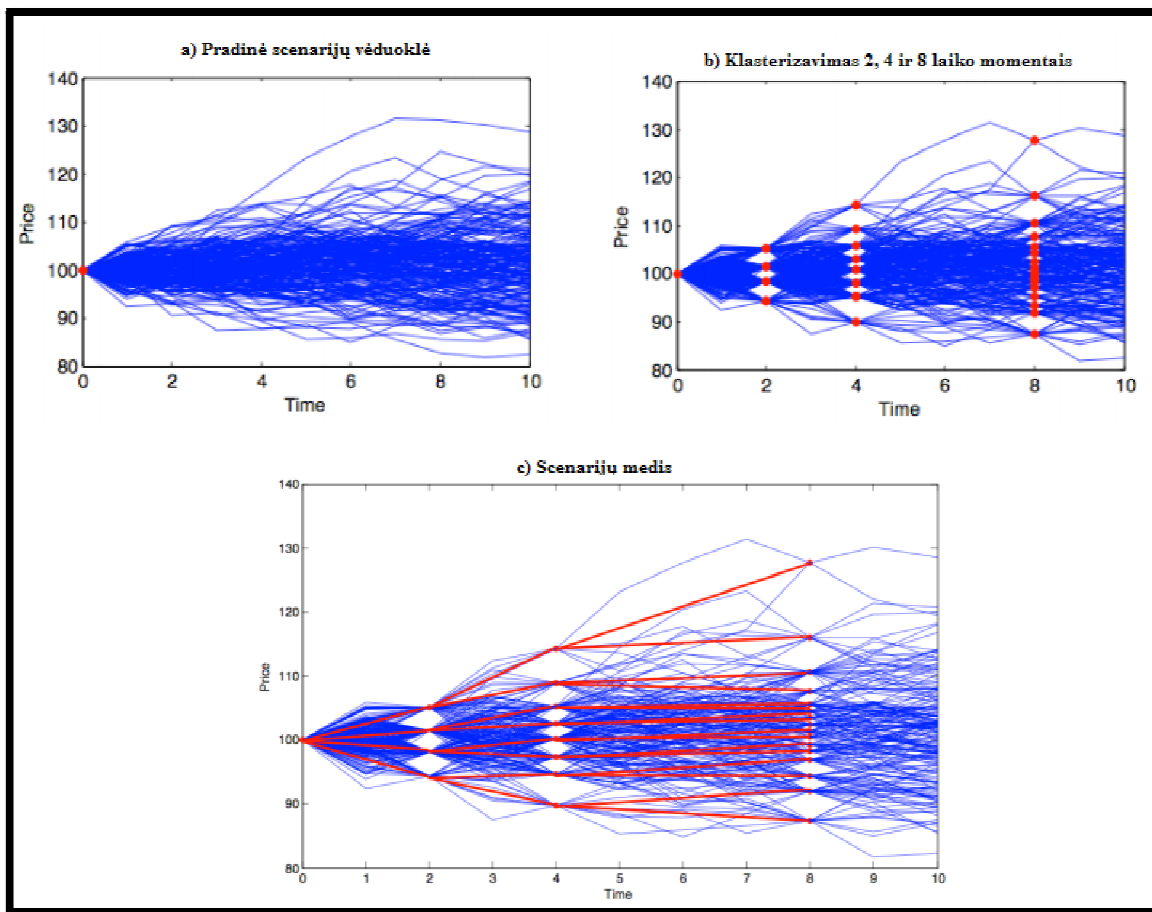 a) Pradinė scenarijų vėduoklė
140
130
120
110
100
90
80
Price
0 2 4 6 8 10
Time
b) Klasterizavimas 2, 4 ir 8 laiko momentais
140
130
120
110
100
90
80
Price
0 2 4 6 8 10
Time
c) Scenarijų medis
140
130
120
110
100
90
80
Price
0 1 2 3 4 5 6 7 8 9 10
Time